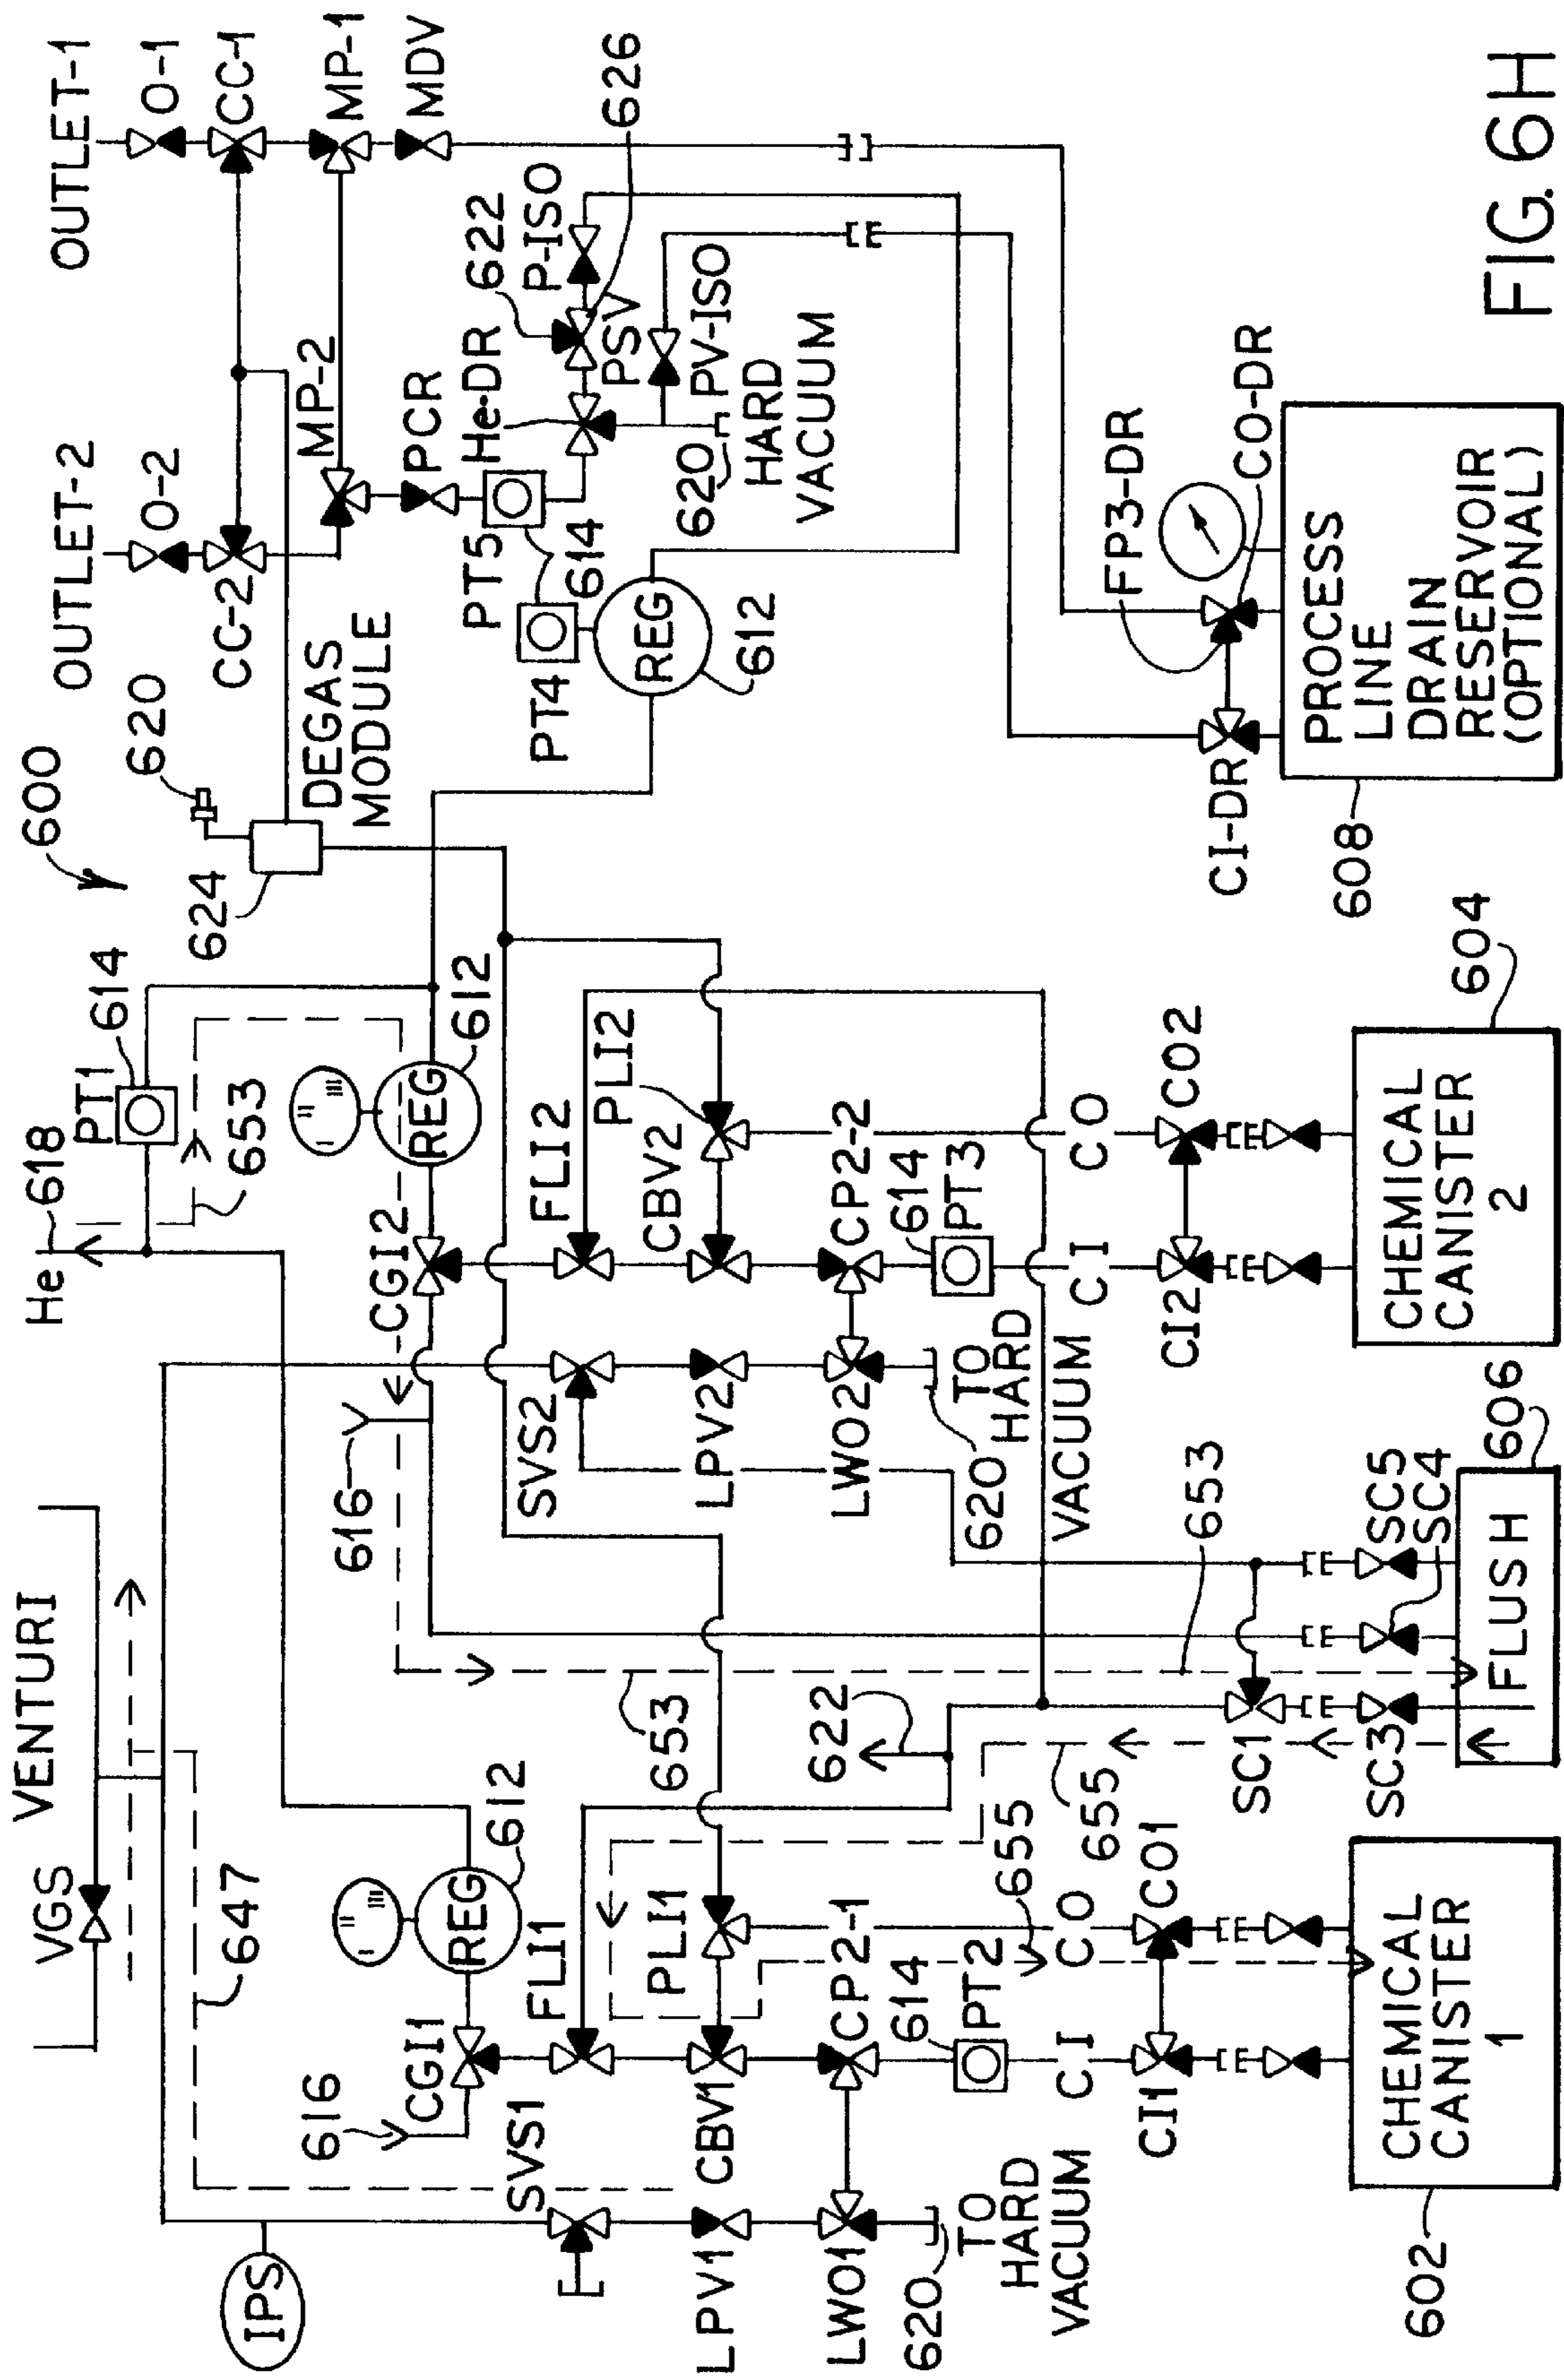 FIG. 6H
600
VENTURI
VGS
647
IPS
He
618
PT1
614
653
620
624
DEGAS
MODULE
OUTLET-2
O-2
CC-2
OUTLET-1
O-1
CC-1
MP-1
MDV
MP-2
PCR
He-DR
622
P-ISO
626
PSV
PV-ISO
620
HARD
VACUUM
PT5
614
PT4
REG
612
616
CGI1
REG
612
FLI1
SVS1
PLI1
CBV1
LPV1
CP2-1
LWO1
614
PT2
620
TO
HARD
VACUUM
CI
CO
655
CI1
CO1
CHEMICAL
CANISTER
1
602
616
CGI2
REG
612
FLI2
PLI2
SVS2
CBV2
LPV2
CP2-2
LWO2
614
PT3
620
TO
HARD
VACUUM
CI
CO
CI2
CO2
CHEMICAL
CANISTER
2
604
653
622
655
653
SC1
SC3
SC5
SC4
FLUSH
606
FP3-DR
CO-DR
CI-DR
PROCESS
LINE
DRAIN
RESERVOIR
(OPTIONAL)
608